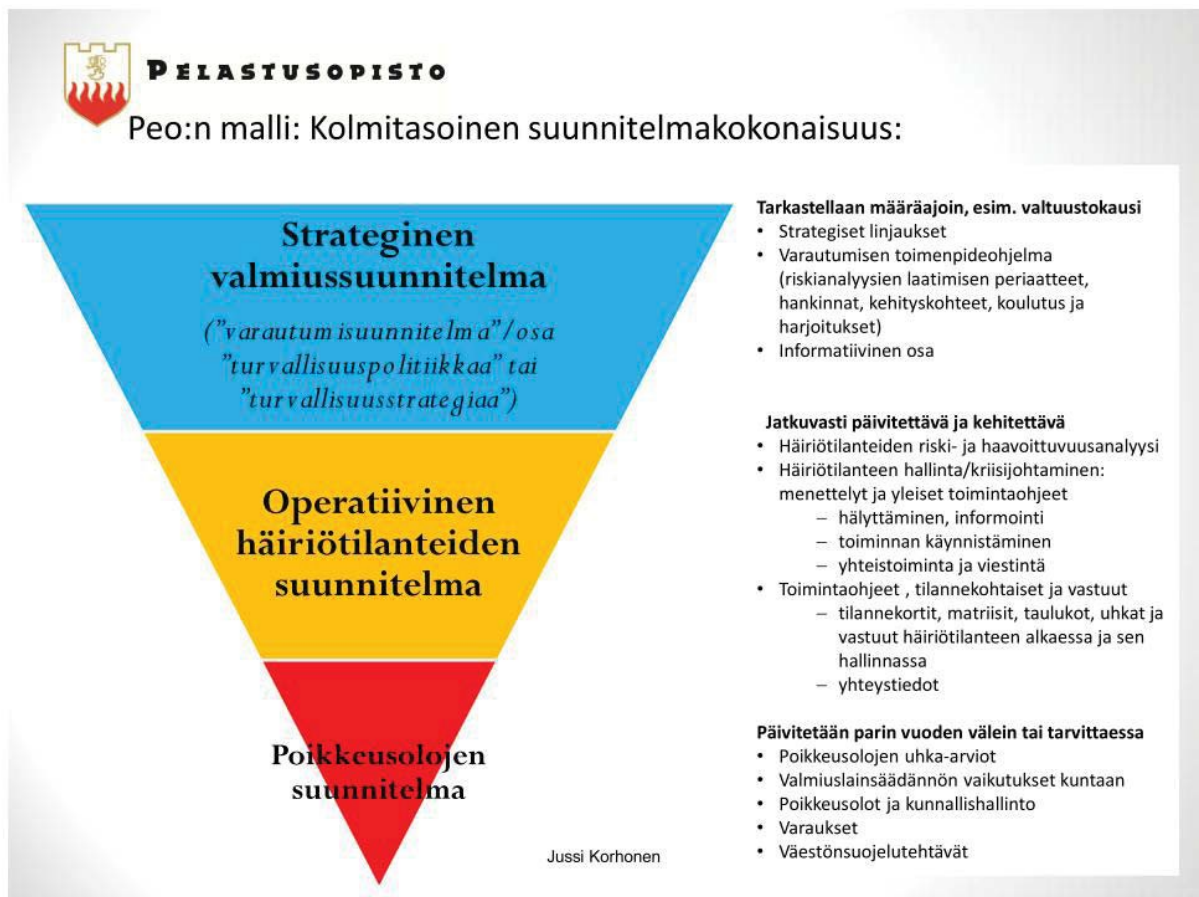 PELASTUSOPISTO
Peo:n malli: Kolmitasoinen suunnitelmakokonaisuus:
Strateginen
valmiussuunnitelma
("varautumisuunnitelma"/osa
"turvallisuuspolitiikkaa" tai
"turvallisuusstrategiaa")
Tarkastellaan määräajoin, esim. valtuustokausi
• Strategiset linjaukset
• Varautumisen toimenpideohjelma
(riskianalyysien laatimisen periaatteet,
hankinnat, kehityskohteet, koulutus ja
harjoitukset)
• Informatiivinen osa
Operatiivinen
häiriötilanteiden
suunnitelma
Jatkuvasti päivitettävä ja kehitettävä
• Häiriötilanteiden riski- ja haavoittuvuusanalyysi
• Häiriötilanteen hallinta/kriisijohtaminen:
menettelyt ja yleiset toimintaohjeet
– hälyttäminen, informointi
– toiminnan käynnistäminen
– yhteistoiminta ja viestintä
• Toimintaohjeet , tilannekohtaiset ja vastuut
– tilannekortit, matriisit, taulukot, uhkat ja
vastuut häiriötilanteen alkaessa ja sen
hallinnassa
– yhteystiedot
Poikkeusolojen
suunnitelma
Päivitetään parin vuoden välein tai tarvittaessa
• Poikkeusolojen uhka-arviot
• Valmiuslainsäädännön vaikutukset kuntaan
• Poikkeusolot ja kunnallishallinto
• Varaukset
• Väestönsuojelutehtävät
Jussi Korhonen